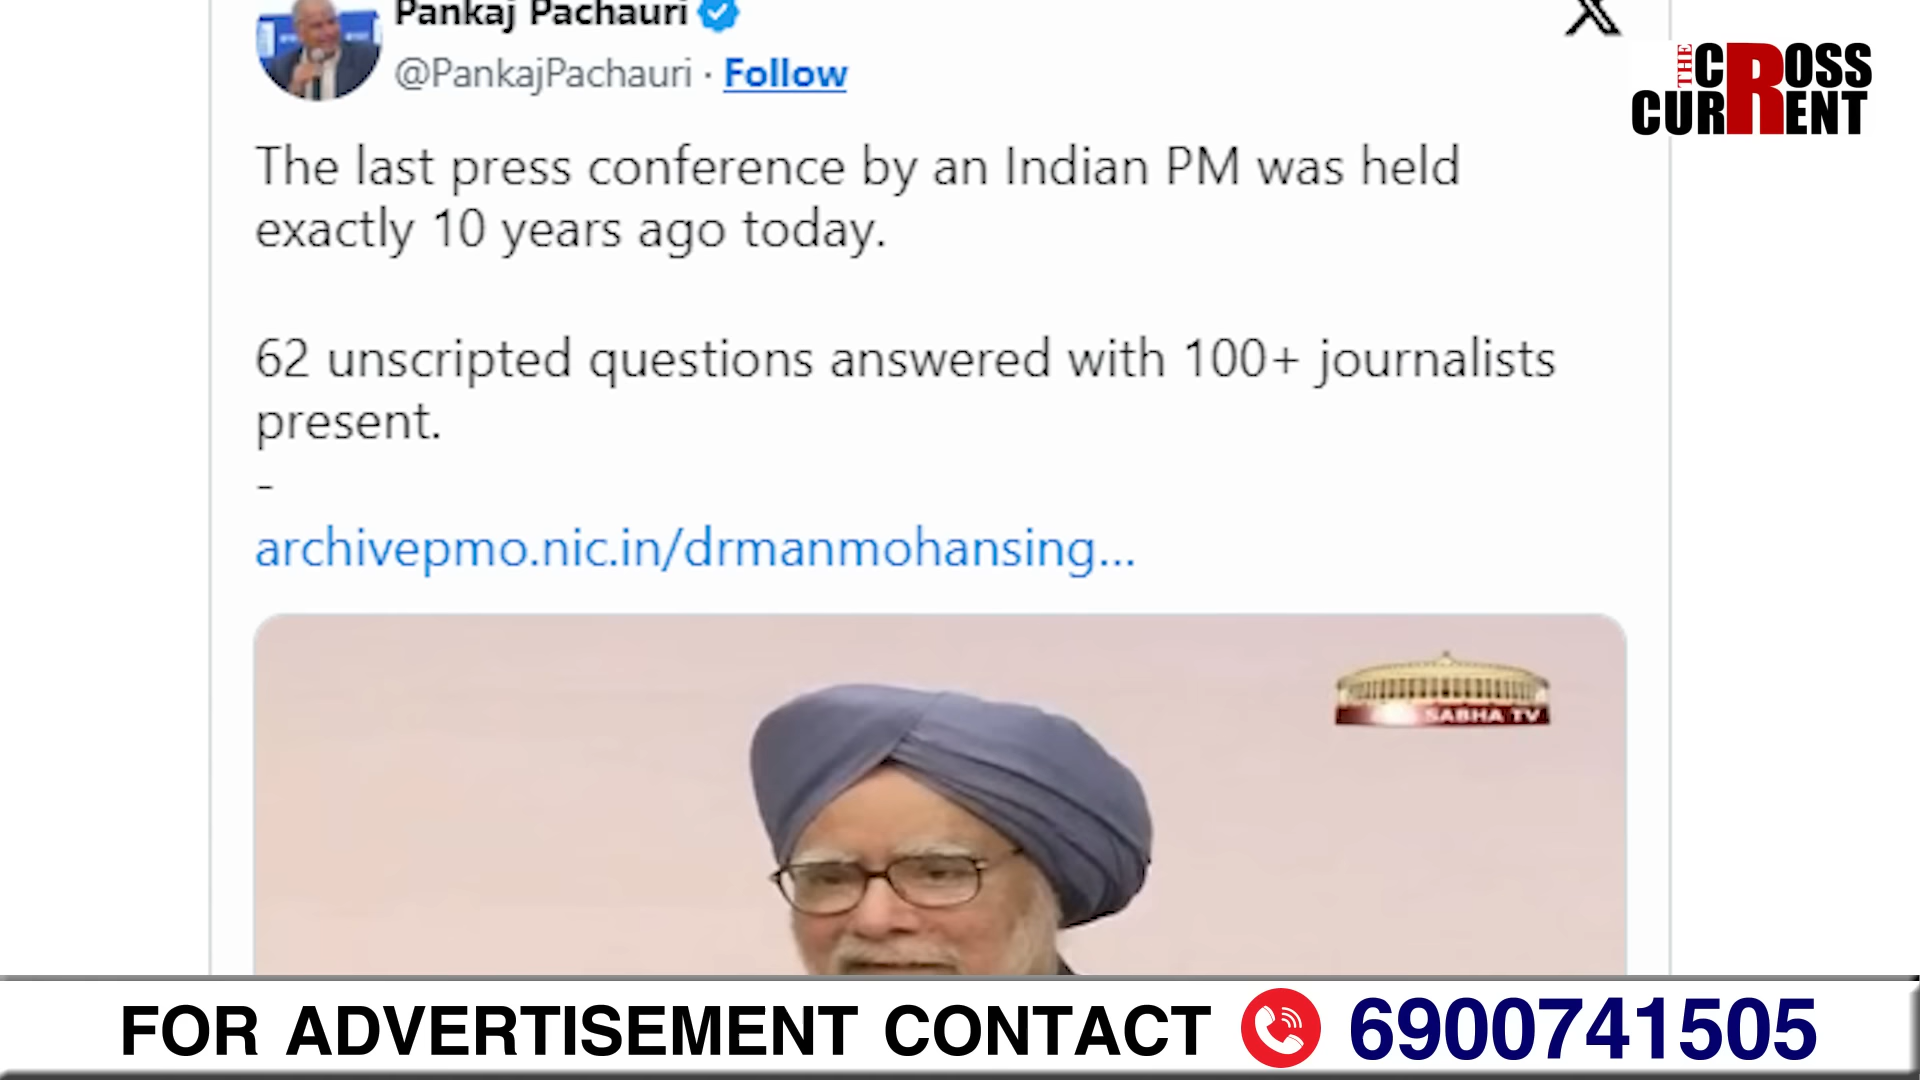 Pankaj Pachauri
@PankajPachauri · Follow
THE CROSS
CURRENT
The last press conference by an Indian PM was held
exactly 10 years ago today.
62 unscripted questions answered with 100+ journalists
present.
-
archivepmo.nic.in/drmanmohansing...
SABHA TV
FOR ADVERTISEMENT CONTACT 6900741505